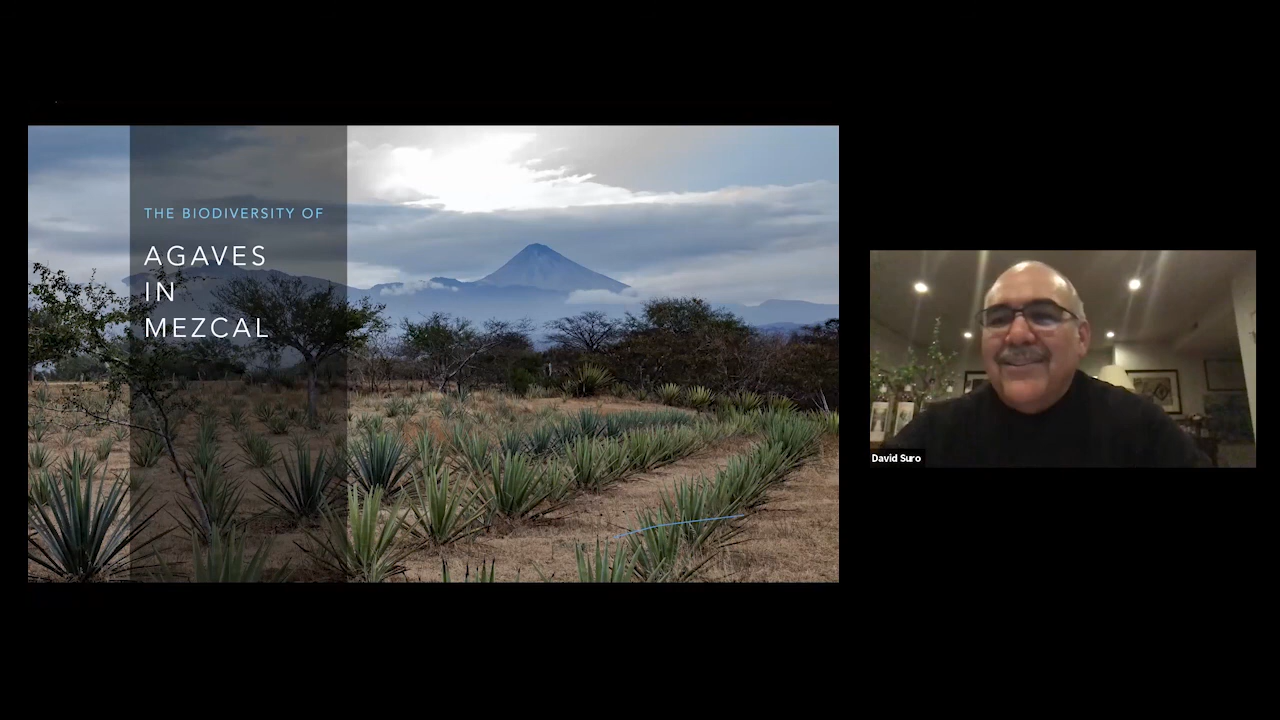 THE BIODIVERSITY OF
AGAVES
IN
MEZCAL
David Suro